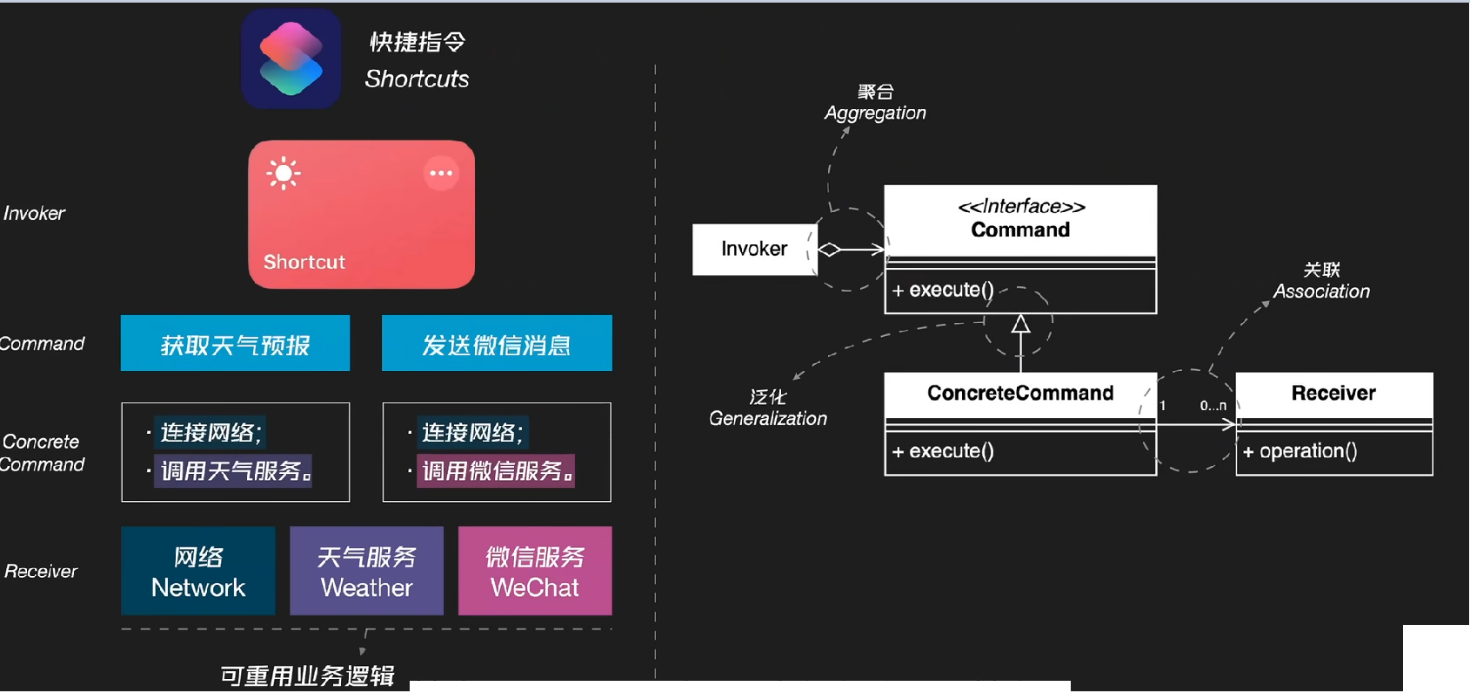 快捷指令
Shortcuts
Invoker
Shortcut
Command
获取天气预报
发送微信消息
Concrete
Command
· 连接网络;
· 调用天气服务。
· 连接网络;
· 调用微信服务。
Receiver
网络
Network
天气服务
Weather
微信服务
WeChat
可重用业务逻辑
聚合
Aggregation
Invoker
<<Interface>>
Command
+ execute()
关联
Association
泛化
Generalization
ConcreteCommand
+ execute()
1
0...n
Receiver
+ operation()